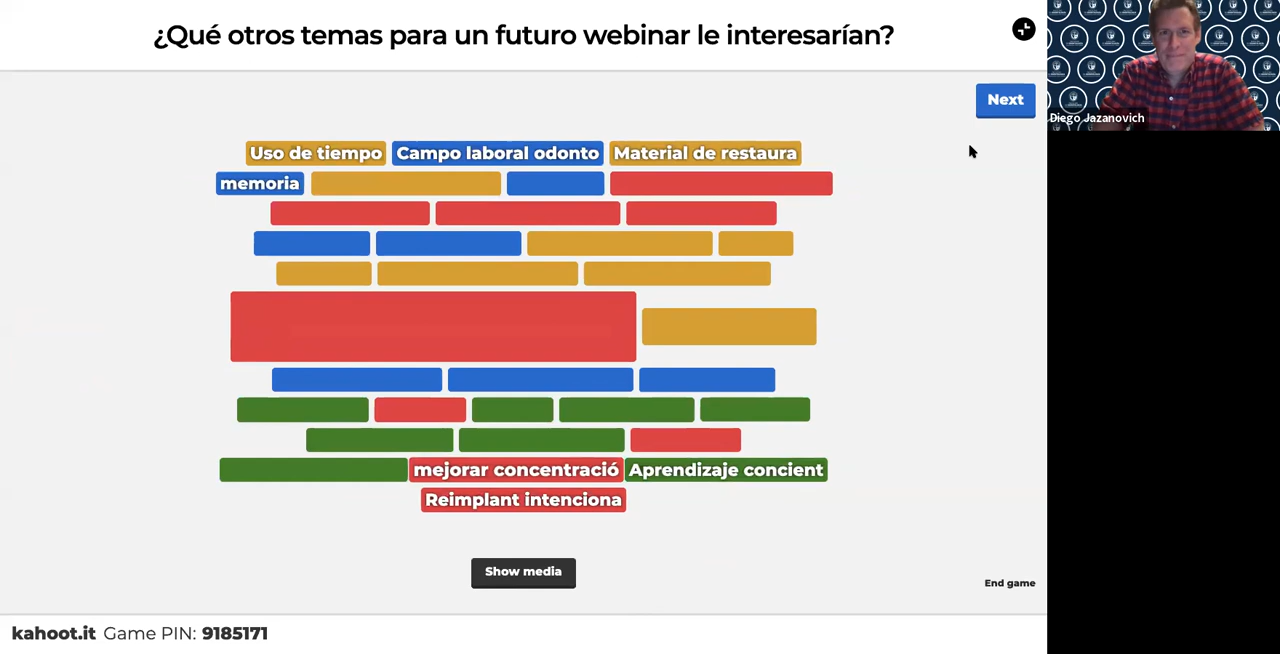 ¿Qué otros temas para un futuro webinar le interesarían?
Next
Diego Jazanovich
Uso de tiempo Campo laboral odonto Material de restaura
memoria
mejorar concentració Aprendizaje concient
Reimplant intenciona
Show media
End game
kahoot.it Game PIN: 9185171